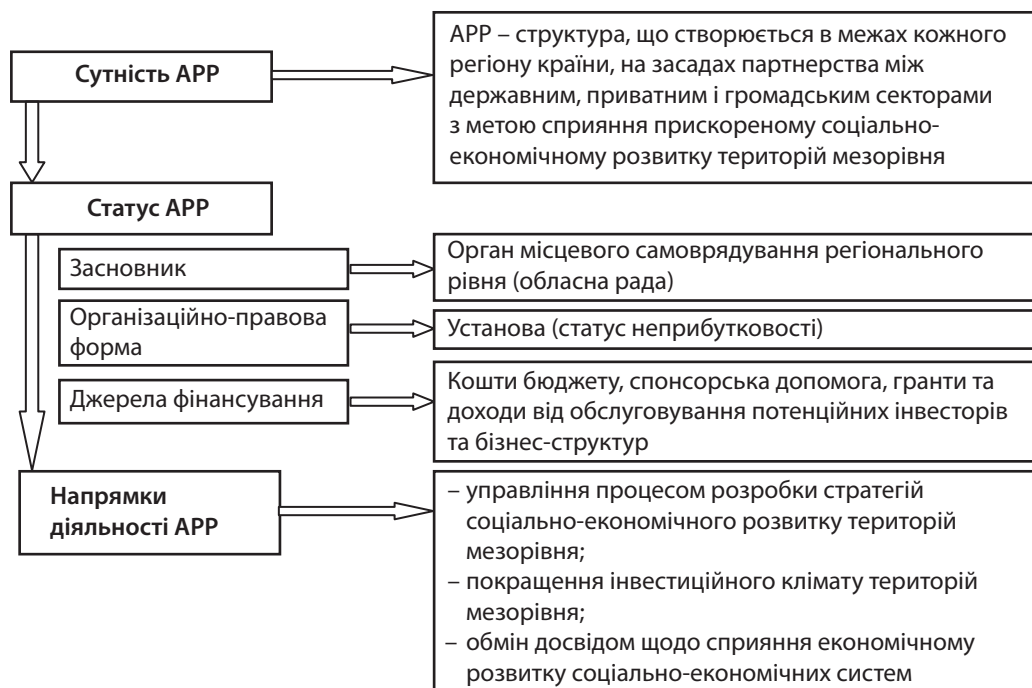 Сутність АРР
АРР – структура, що створюється в межах кожного
регіону країни, на засадах партнерства між
державним, приватним і громадським секторами
з метою сприяння прискореному соціально-
економічному розвитку територій мезорівня
Статус АРР
Засновник
Орган місцевого самоврядування регіонального
рівня (обласна рада)
Організаційно-правова
форма
Установа (статус неприбутковості)
Джерела фінансування
Кошти бюджету, спонсорська допомога, гранти та
доходи від обслуговування потенційних інвесторів
та бізнес-структур
Напрямки
діяльності АРР
– управління процесом розробки стратегій
соціально-економічного розвитку територій
мезорівня;
– покращення інвестиційного клімату територій
мезорівня;
– обмін досвідом щодо сприяння економічному
розвитку соціально-економічних систем